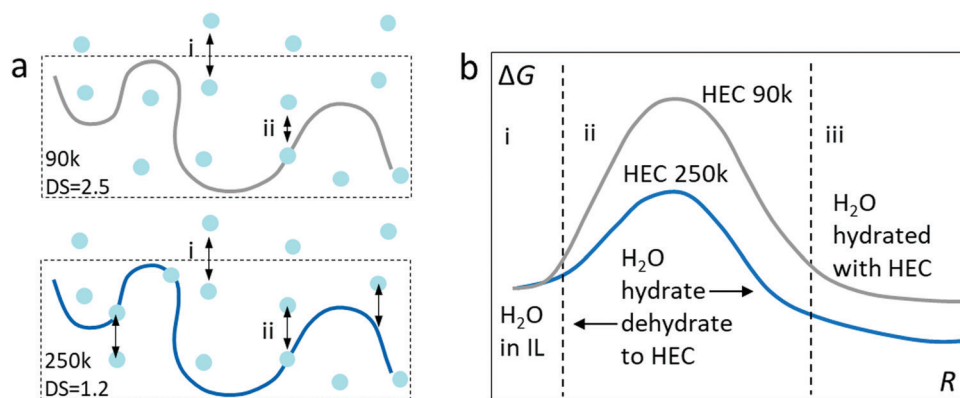 a
i
ii
90k
DS=2.5
i
ii
250k
DS=1.2
b
ΔG
HEC 90k
i
ii
iii
HEC 250k
H₂O
hydrated
with HEC
H₂O
hydrate
dehydrate
to HEC
H₂O
in IL
R